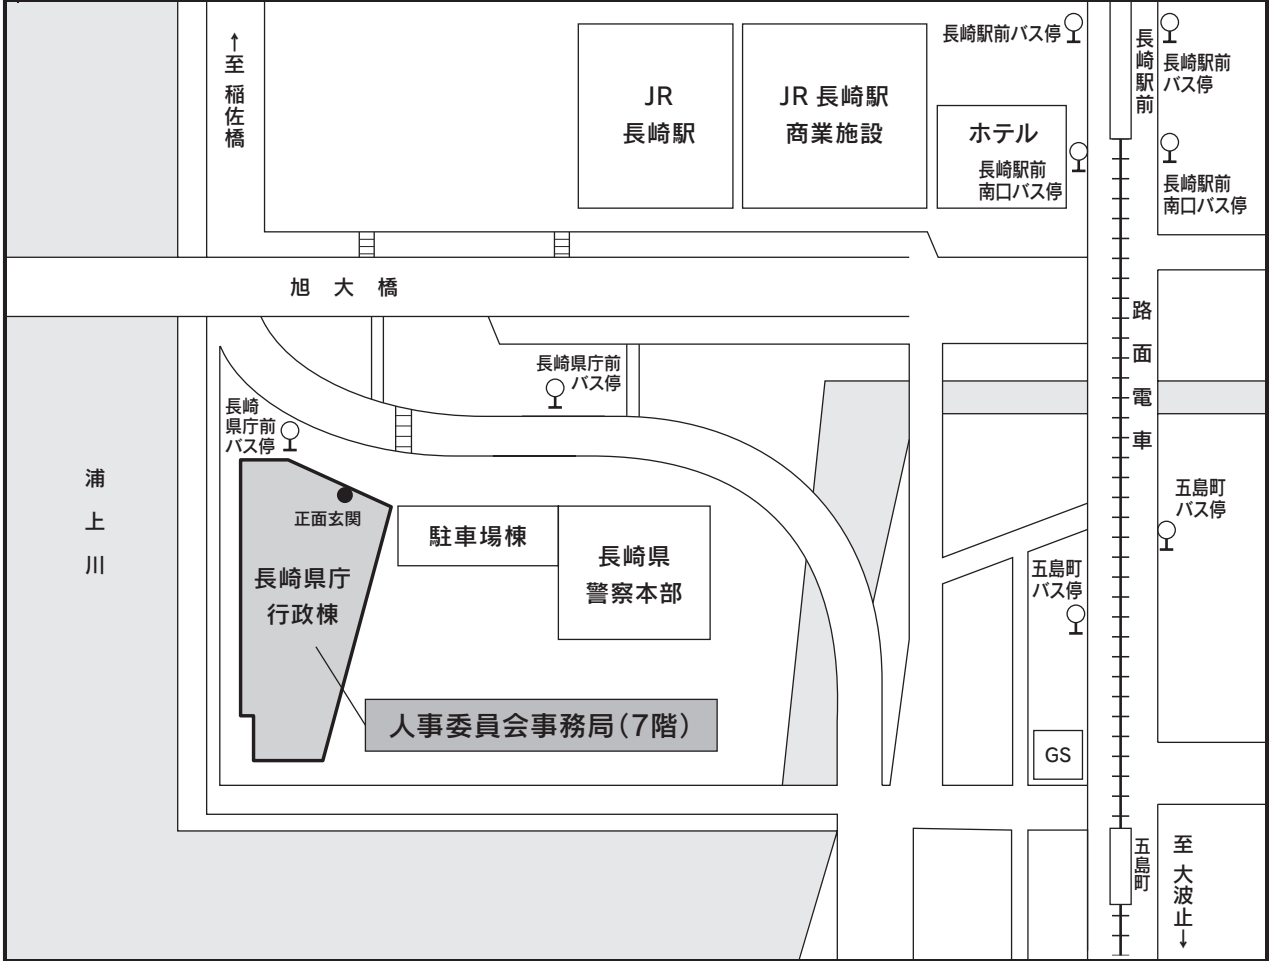 ↑至 稲佐橋
JR
長崎駅
JR 長崎駅
商業施設
長崎駅前バス停
ホテル
長崎駅前
南口バス停
長崎駅前
長崎駅前
バス停
長崎駅前
南口バス停
旭大橋
路面電車
長崎県庁前
バス停
長崎
県庁前
バス停
浦上川
正面玄関
長崎県庁
行政棟
駐車場棟
長崎県
警察本部
人事委員会事務局(7階)
五島町
バス停
五島町
バス停
GS
五島町
至 大波止→